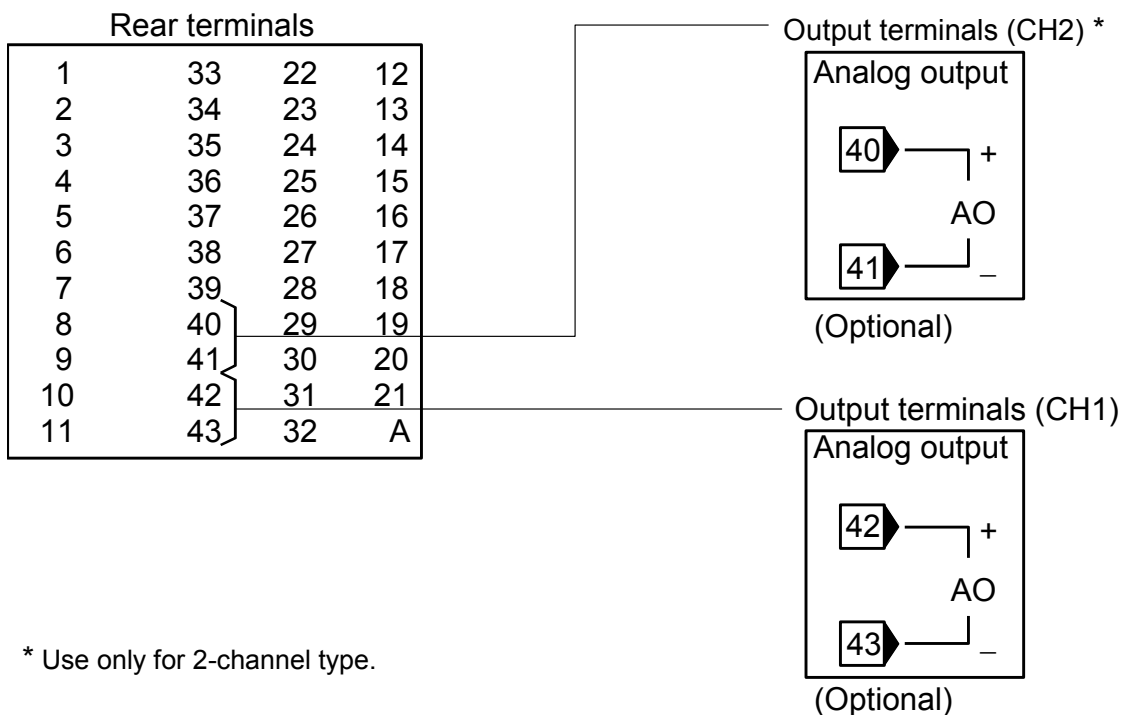 Rear terminals
1 33 22 12
2 34 23 13
3 35 24 14
4 36 25 15
5 37 26 16
6 38 27 17
7 39 28 18
8 40 29 19
9 41 30 20
10 42 31 21
11 43 32 A
Output terminals (CH2) *
Analog output
40 +
AO
41 _
(Optional)
Output terminals (CH1)
Analog output
42 +
AO
43 _
(Optional)
* Use only for 2-channel type.